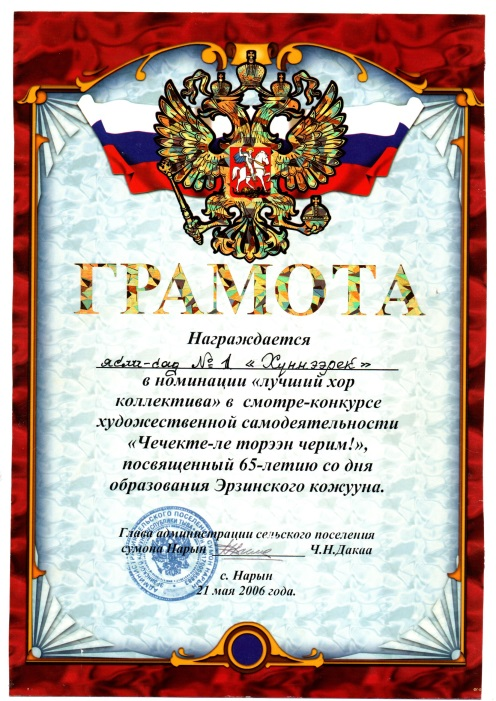 ГРАМОТА
Награждается
ясли-сад № 1 «Хуннээрек»
в номинации «лучший хор
коллектива» в смотре-конкурсе
художественной самодеятельности
«Чечекте-ле торээн черим!»,
посвященный 65-летию со дня
образования Эрзинского кожууна.
Глава администрации сельского поселения
сумона Нарын Ч.Н.Дакаа
с. Нарын
21 мая 2006 года.